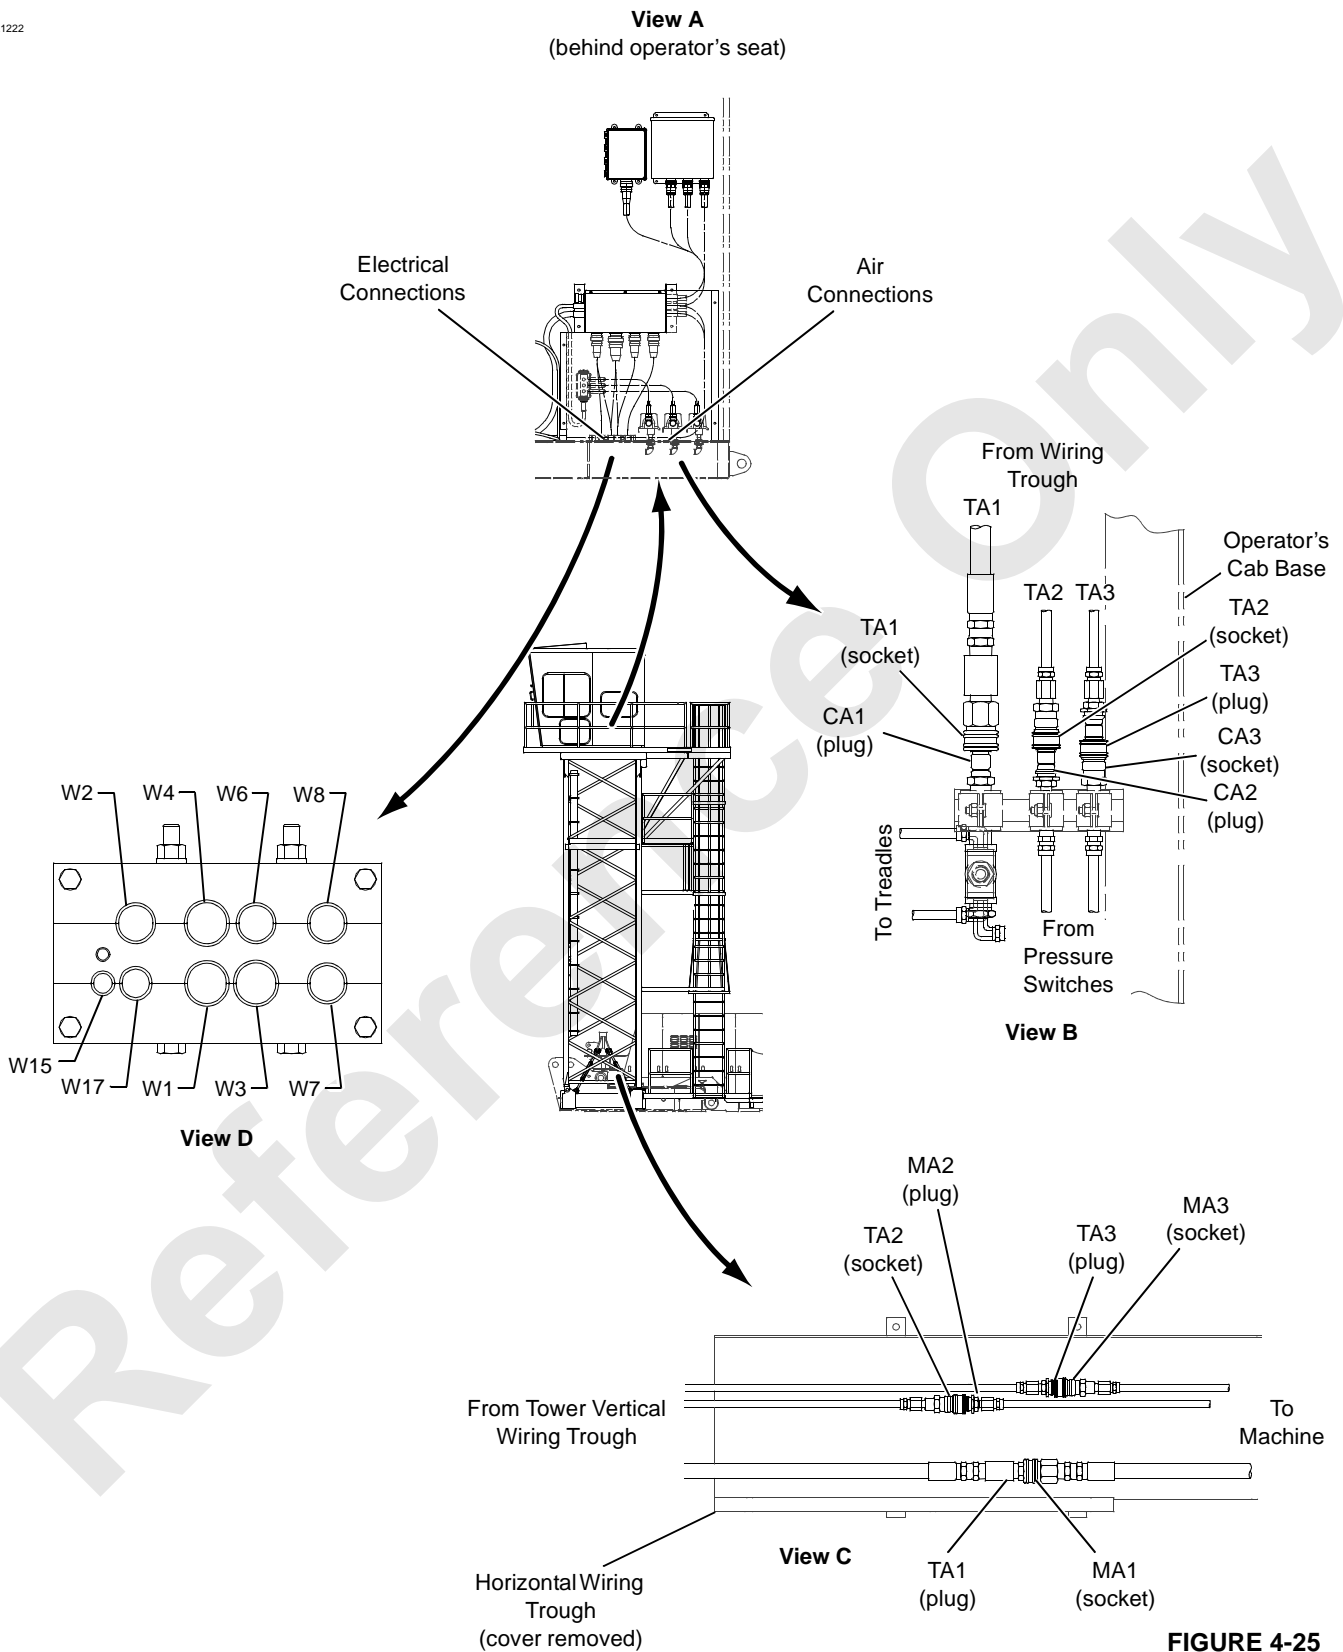 1222
View A
(behind operator's seat)
Electrical
Connections
Air
Connections
From Wiring
Trough
TA1
TA2
TA3
Operator's
Cab Base
TA1
(socket)
TA2
(socket)
TA3
(plug)
CA1
(plug)
CA3
(socket)
CA2
(plug)
To Treadles
From
Pressure
Switches
View B
W2
W4
W6
W8
W15
W17
W1
W3
W7
View D
MA2
(plug)
TA2
(socket)
TA3
(plug)
MA3
(socket)
From Tower Vertical
Wiring Trough
To
Machine
View C
TA1
(plug)
MA1
(socket)
Horizontal Wiring
Trough
(cover removed)
FIGURE 4-25
Reference Only